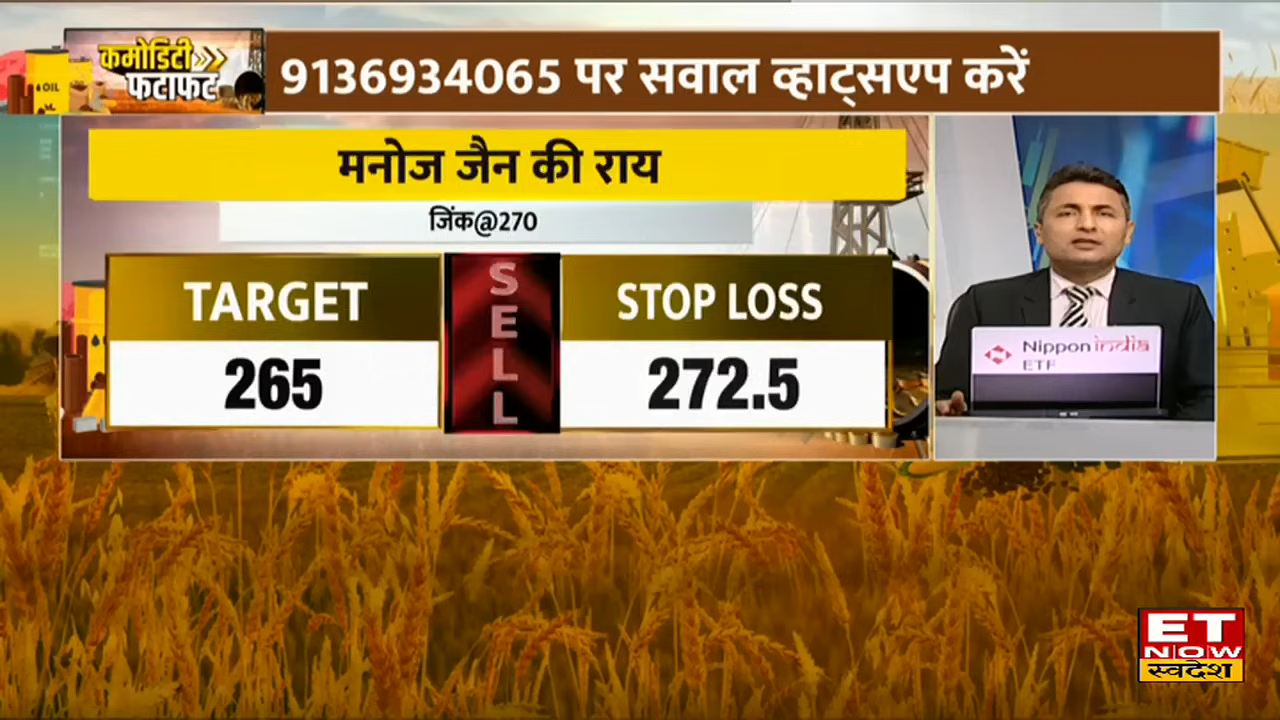 कमोडिटी
फटाफट
OIL
9136934065 पर सवाल व्हाट्सएप करें
मनोज जैन की राय
जिंक@270
TARGET
265
SELL
STOP LOSS
272.5
Nippon india
ETF
ET
NOW
स्वदेश